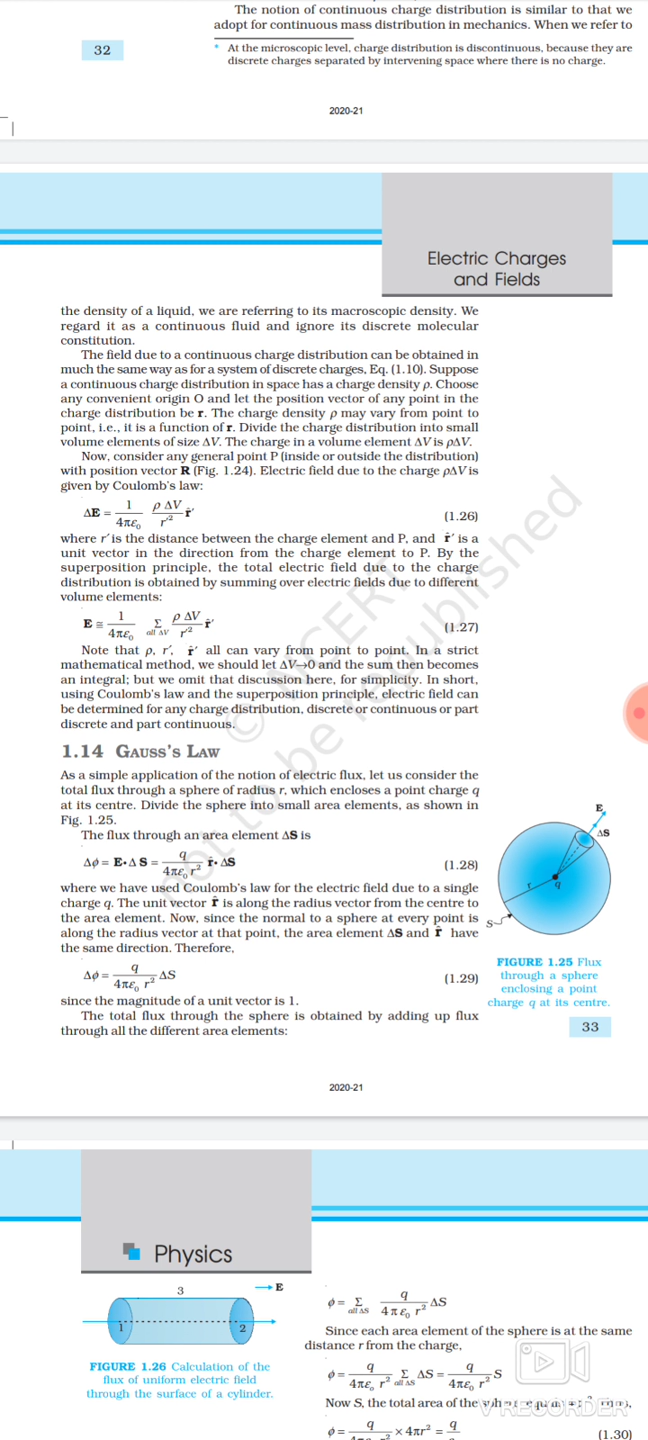 The notion of continuous charge distribution is similar to that we
adopt for continuous mass distribution in mechanics. When we refer to
32
* At the microscopic level, charge distribution is discontinuous, because they are
discrete charges separated by intervening space where there is no charge.
2020-21
Electric Charges
and Fields
the density of a liquid, we are referring to its macroscopic density. We
regard it as a continuous fluid and ignore its discrete molecular
constitution.
The field due to a continuous charge distribution can be obtained in
much the same way as for a system of discrete charges, Eq. (1.10). Suppose
a continuous charge distribution in space has a charge density ρ. Choose
any convenient origin O and let the position vector of any point in the
charge distribution be r. The charge density ρ may vary from point to
point, i.e., it is a function of r. Divide the charge distribution into small
volume elements of size ΔV. The charge in a volume element ΔV is ρΔV.
Now, consider any general point P (inside or outside the distribution)
with position vector R (Fig. 1.24). Electric field due to the charge ρΔV is
given by Coulomb's law:
ΔE = 1/4πε₀ ρ ΔV/r'² r̂' (1.26)
where r' is the distance between the charge element and P, and r̂' is a
unit vector in the direction from the charge element to P. By the
superposition principle, the total electric field due to the charge
distribution is obtained by summing over electric fields due to different
volume elements:
E ≅ 1/4πε₀ Σ all ΔV ρ ΔV/r'² r̂' (1.27)
Note that ρ, r', r̂' all can vary from point to point. In a strict
mathematical method, we should let ΔV→0 and the sum then becomes
an integral; but we omit that discussion here, for simplicity. In short,
using Coulomb's law and the superposition principle, electric field can
be determined for any charge distribution, discrete or continuous or part
discrete and part continuous.
1.14 GAUSS'S LAW
As a simple application of the notion of electric flux, let us consider the
total flux through a sphere of radius r, which encloses a point charge q
at its centre. Divide the sphere into small area elements, as shown in
Fig. 1.25.
The flux through an area element ΔS is
Δϕ = E•Δ S = q/4πε₀ r² r̂• ΔS (1.28)
where we have used Coulomb's law for the electric field due to a single
charge q. The unit vector r̂ is along the radius vector from the centre to
the area element. Now, since the normal to a sphere at every point is
along the radius vector at that point, the area element ΔS and r̂ have
the same direction. Therefore,
Δϕ = q/4πε₀ r² ΔS (1.29)
since the magnitude of a unit vector is 1.
The total flux through the sphere is obtained by adding up flux
through all the different area elements:
E
ΔS
r
q
S
FIGURE 1.25 Flux
through a sphere
enclosing a point
charge q at its centre.
33
© NCERT
not to be republished
2020-21
Physics
3
E
1
2
FIGURE 1.26 Calculation of the
flux of uniform electric field
through the surface of a cylinder.
ϕ = Σ all ΔS q/4πε₀ r² ΔS
Since each area element of the sphere is at the same
distance r from the charge,
ϕ = q/4πε₀ r² Σ all ΔS ΔS = q/4πε₀ r² S
Now S, the total area of the
V RECORDER
ϕ = q × 4πr² = q (1.30)